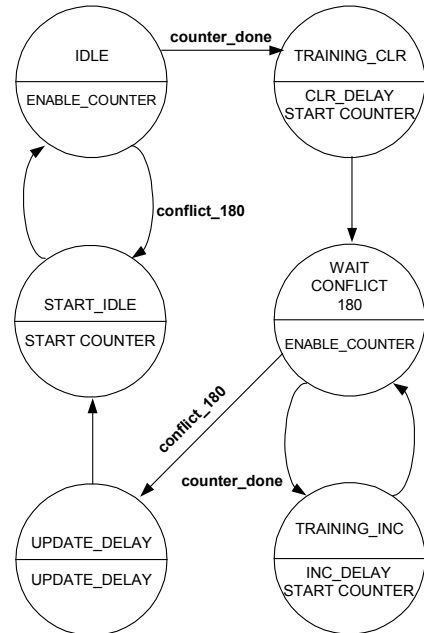 counter_done
IDLE
ENABLE_COUNTER
TRAINING_CLR
CLR_DELAY
START COUNTER
conflict_180
START_IDLE
START COUNTER
WAIT
CONFLICT
180
ENABLE_COUNTER
conflict_180
counter_done
UPDATE_DELAY
UPDATE_DELAY
TRAINING_INC
INC_DELAY
START COUNTER